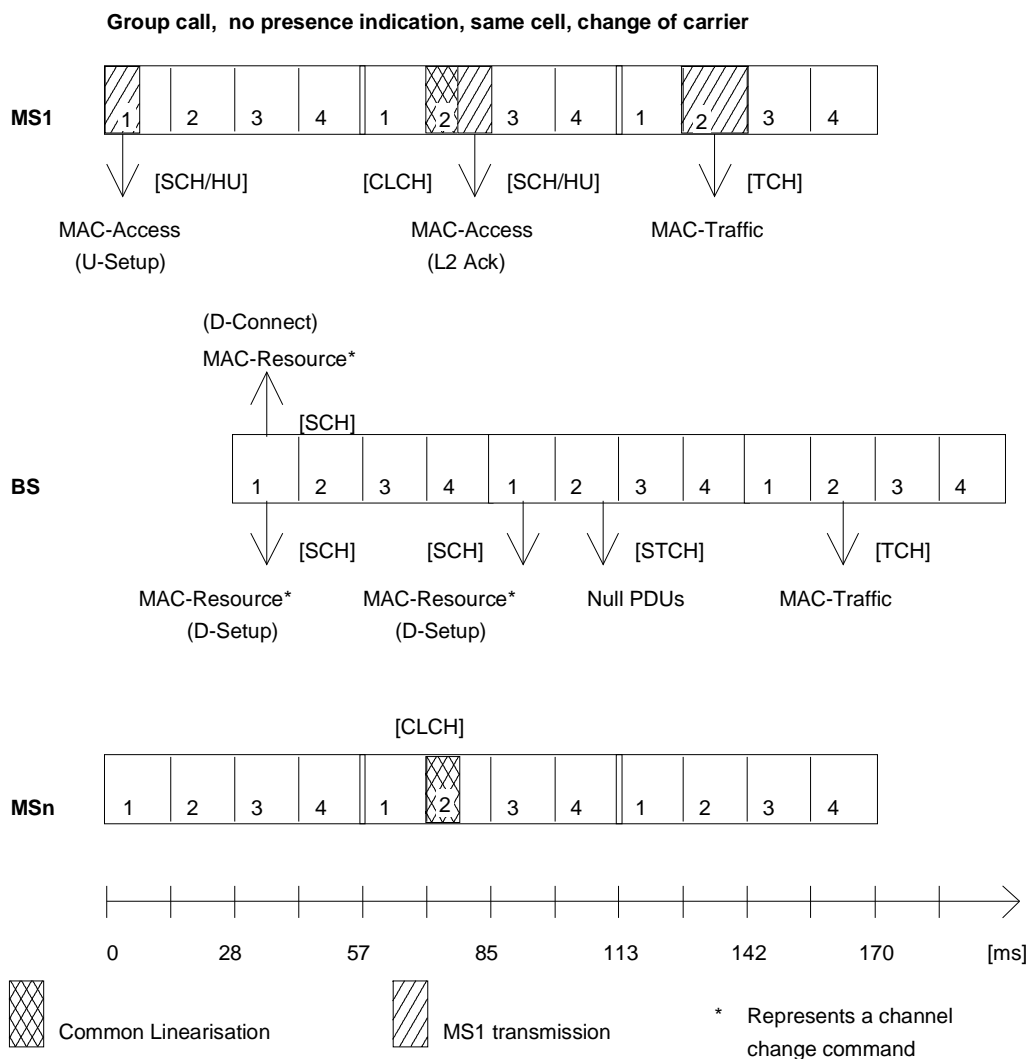 Group call, no presence indication, same cell, change of carrier
MS1
1 2 3 4 1 2 3 4 1 2 3 4
[SCH/HU] [CLCH] [SCH/HU] [TCH]
MAC-Access MAC-Access MAC-Traffic
(U-Setup) (L2 Ack)
(D-Connect)
MAC-Resource*
[SCH]
BS
1 2 3 4 1 2 3 4 1 2 3 4
[SCH] [SCH] [STCH] [TCH]
MAC-Resource* MAC-Resource* Null PDUs MAC-Traffic
(D-Setup) (D-Setup)
[CLCH]
MSn
1 2 3 4 1 2 3 4 1 2 3 4
0 28 57 85 113 142 170 [ms]
Common Linearisation
MS1 transmission
* Represents a channel
change command